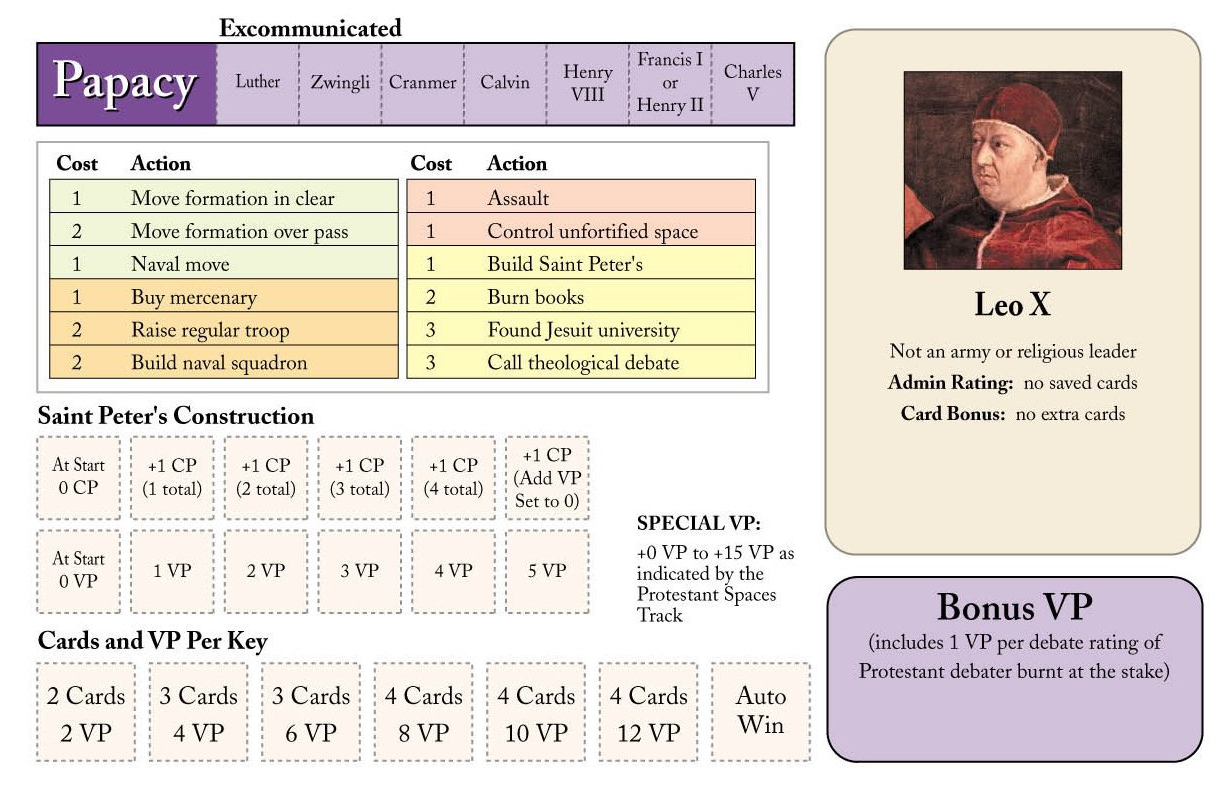 Excommunicated
Papacy
Luther
Zwingli
Cranmer
Calvin
Henry
VIII
Francis I
or
Henry II
Charles
V
Cost Action
1 Move formation in clear
2 Move formation over pass
1 Naval move
1 Buy mercenary
2 Raise regular troop
2 Build naval squadron
Cost Action
1 Assault
1 Control unfortified space
1 Build Saint Peter's
2 Burn books
3 Found Jesuit university
3 Call theological debate
Saint Peter's Construction
At Start
0 CP
+1 CP
(1 total)
+1 CP
(2 total)
+1 CP
(3 total)
+1 CP
(4 total)
+1 CP
(Add VP
Set to 0)
At Start
0 VP
1 VP
2 VP
3 VP
4 VP
5 VP
SPECIAL VP:
+0 VP to +15 VP as
indicated by the
Protestant Spaces
Track
Cards and VP Per Key
2 Cards
2 VP
3 Cards
4 VP
3 Cards
6 VP
4 Cards
8 VP
4 Cards
10 VP
4 Cards
12 VP
Auto
Win
Leo X
Not an army or religious leader
Admin Rating: no saved cards
Card Bonus: no extra cards
Bonus VP
(includes 1 VP per debate rating of
Protestant debater burnt at the stake)